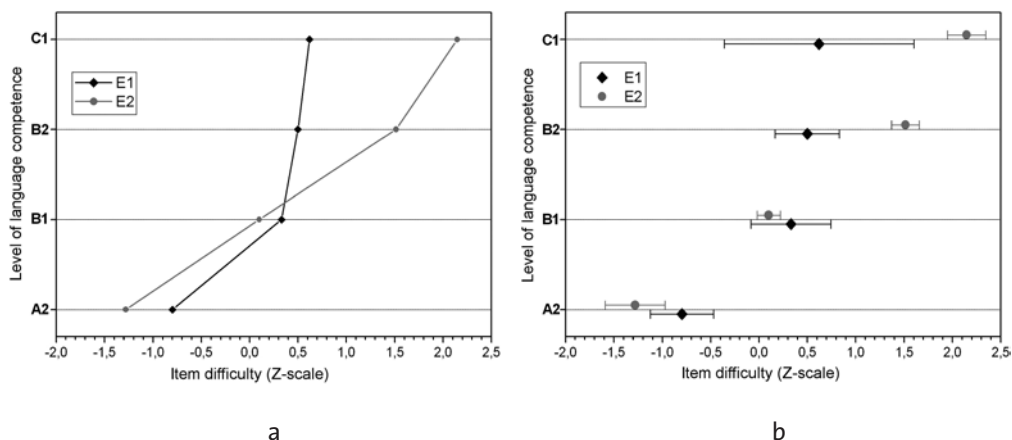 C1
B2
B1
A2
Level of language competence
E1
E2
-2,0 -1,5 -1,0 -0,5 0,0 0,5 1,0 1,5 2,0 2,5
Item difficulty (Z-scale)
a
C1
B2
B1
A2
Level of language competence
E1
E2
-2,0 -1,5 -1,0 -0,5 0,0 0,5 1,0 1,5 2,0 2,5
Item difficulty (Z-scale)
b